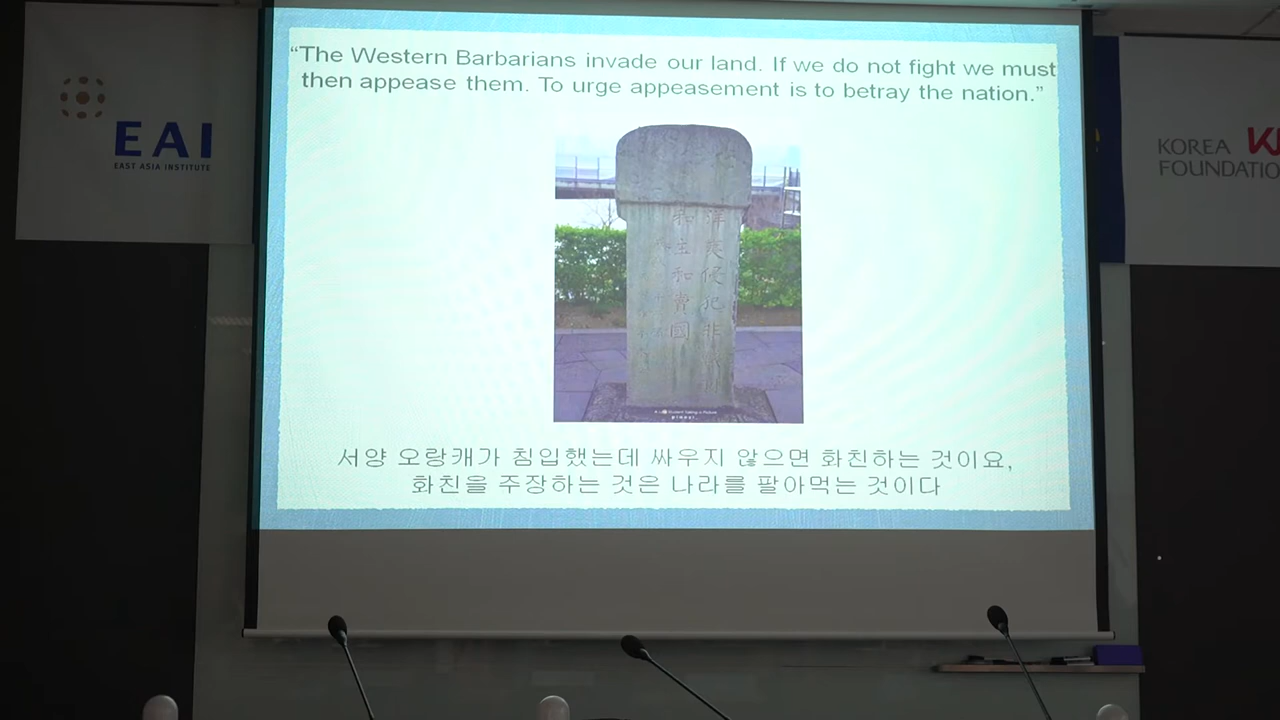 “The Western Barbarians invade our land. If we do not fight we must
then appease them. To urge appeasement is to betray the nation.”
EAI
EAST ASIA INSTITUTE
KOREA
FOUNDATIO
洋夷侵犯非戰則
和主和賣國
서양 오랑캐가 침입했는데 싸우지 않으면 화친하는 것이요,
화친을 주장하는 것은 나라를 팔아먹는 것이다